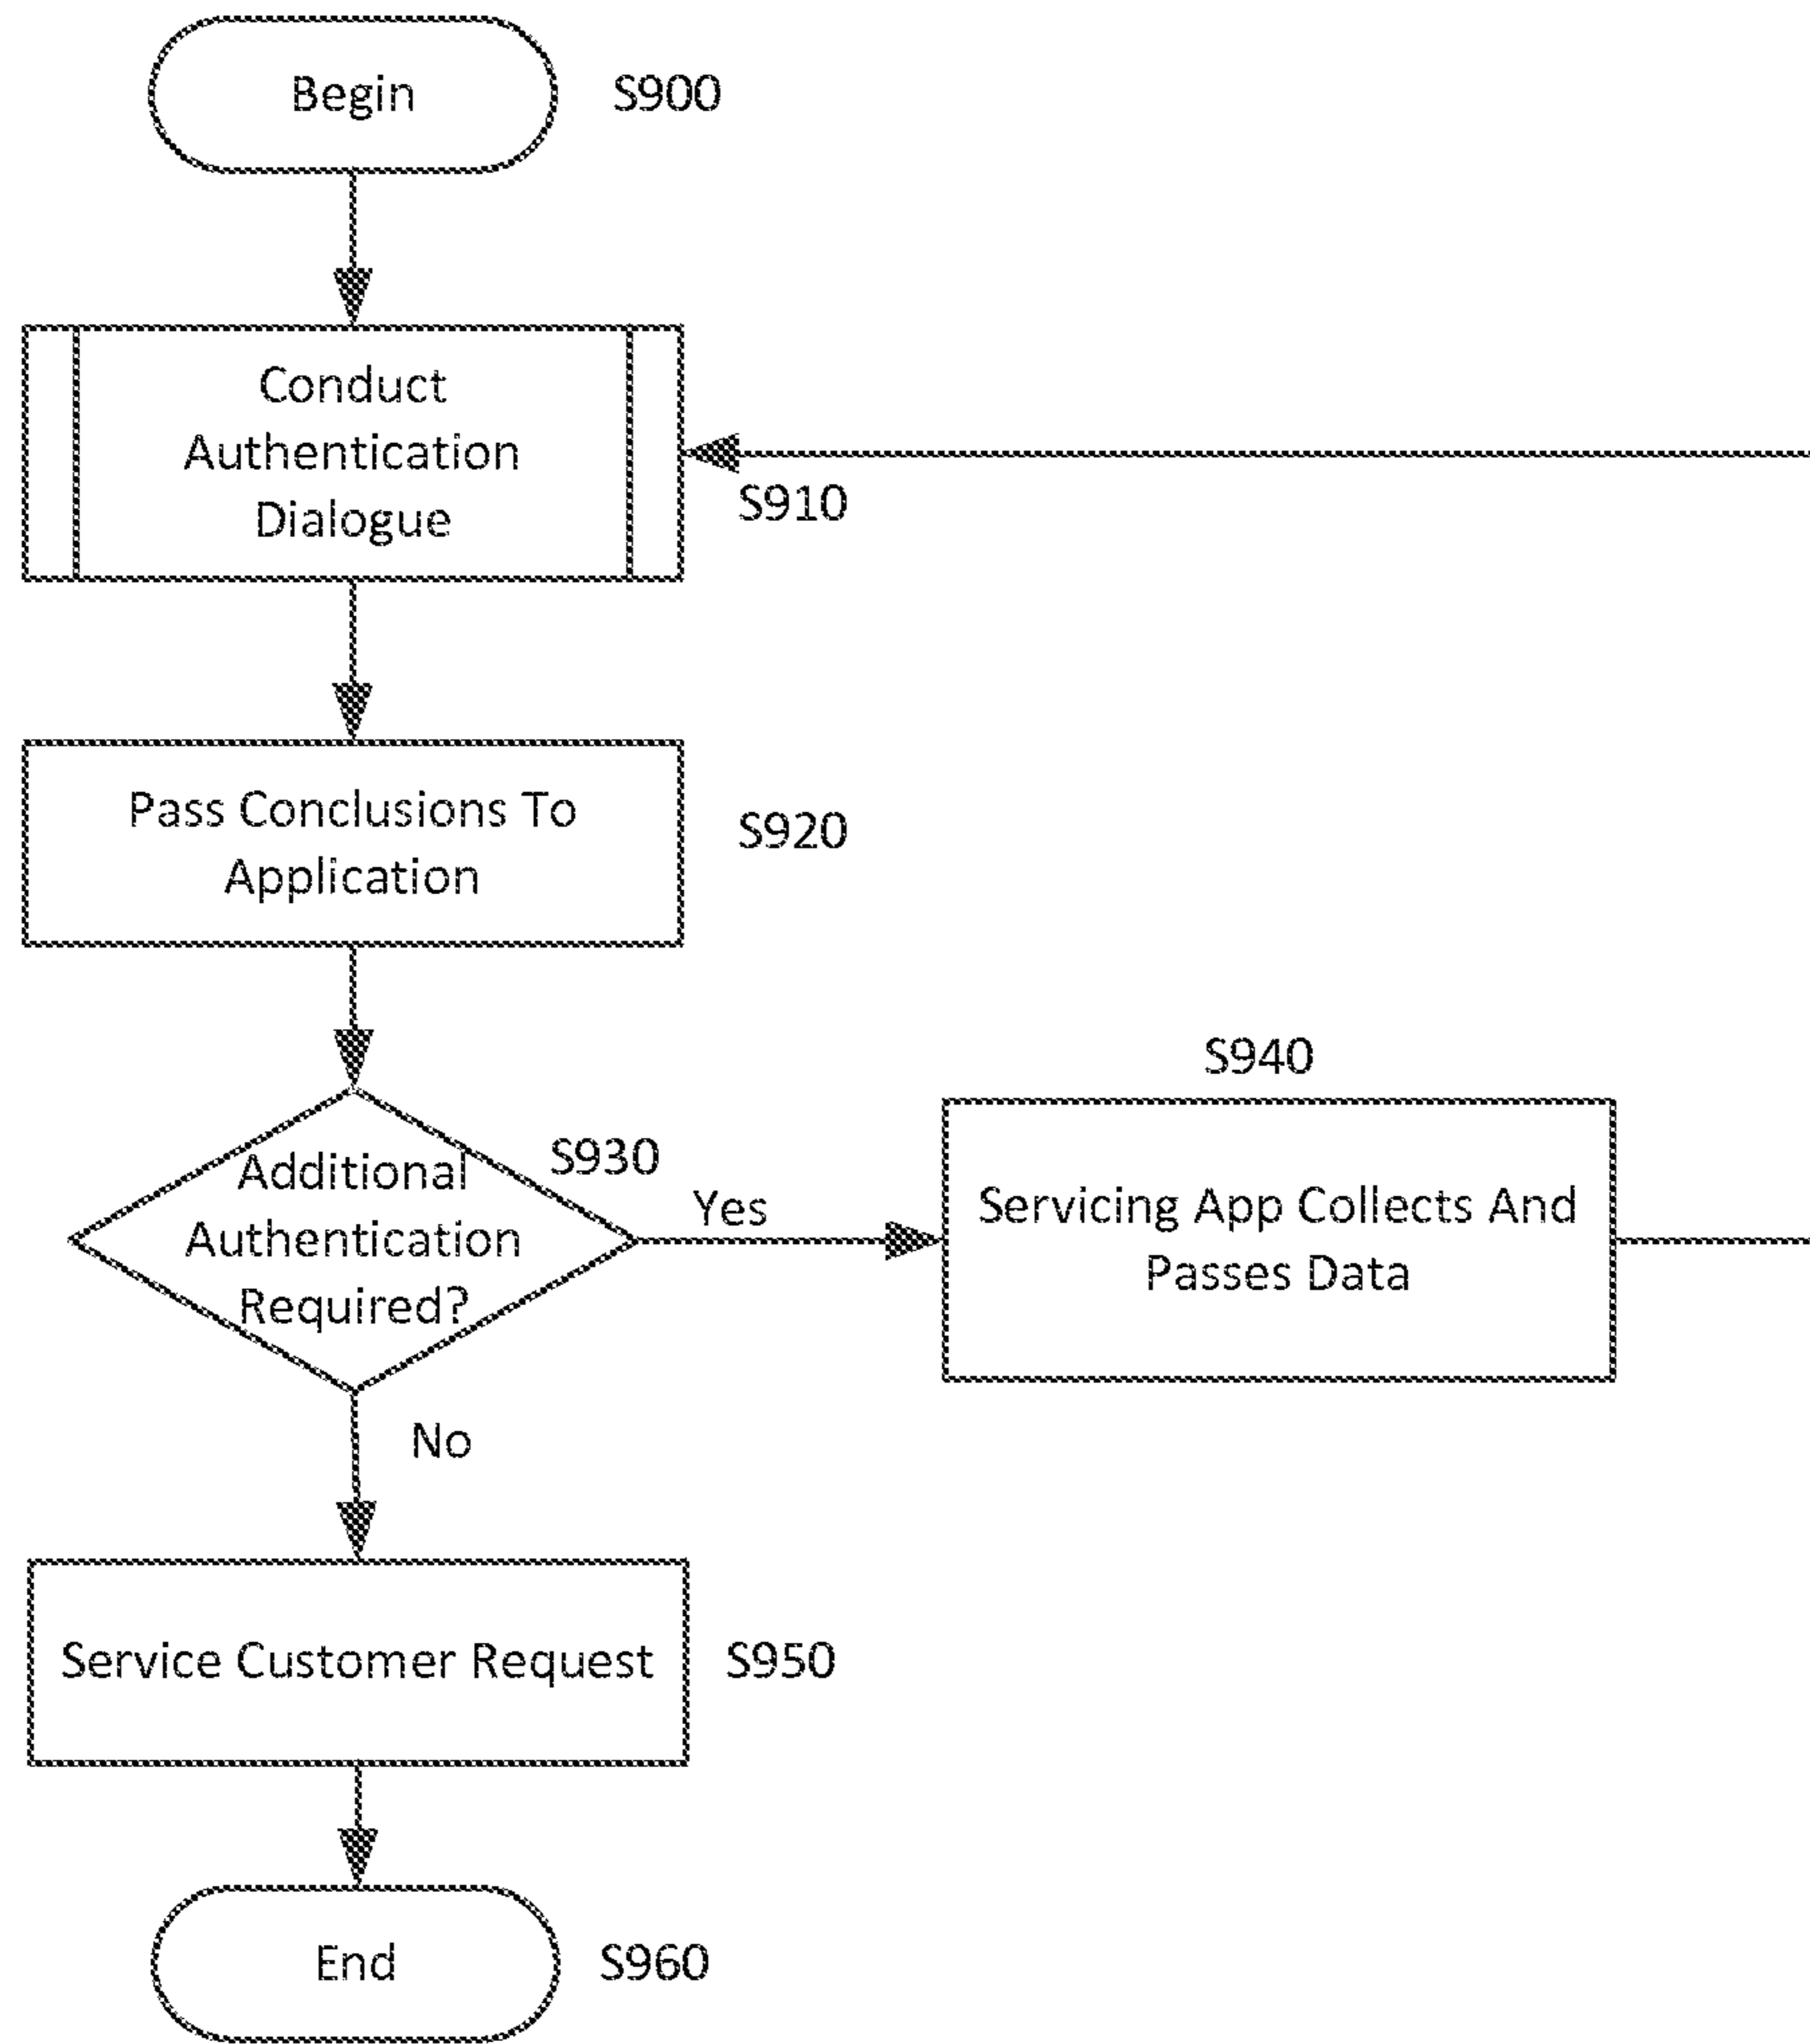 Begin
S900
Conduct
Authentication
Dialogue
S910
Pass Conclusions To
Application
S920
Additional
Authentication
Required?
S930
Yes
S940
Servicing App Collects And
Passes Data
No
Service Customer Request
S950
End
S960